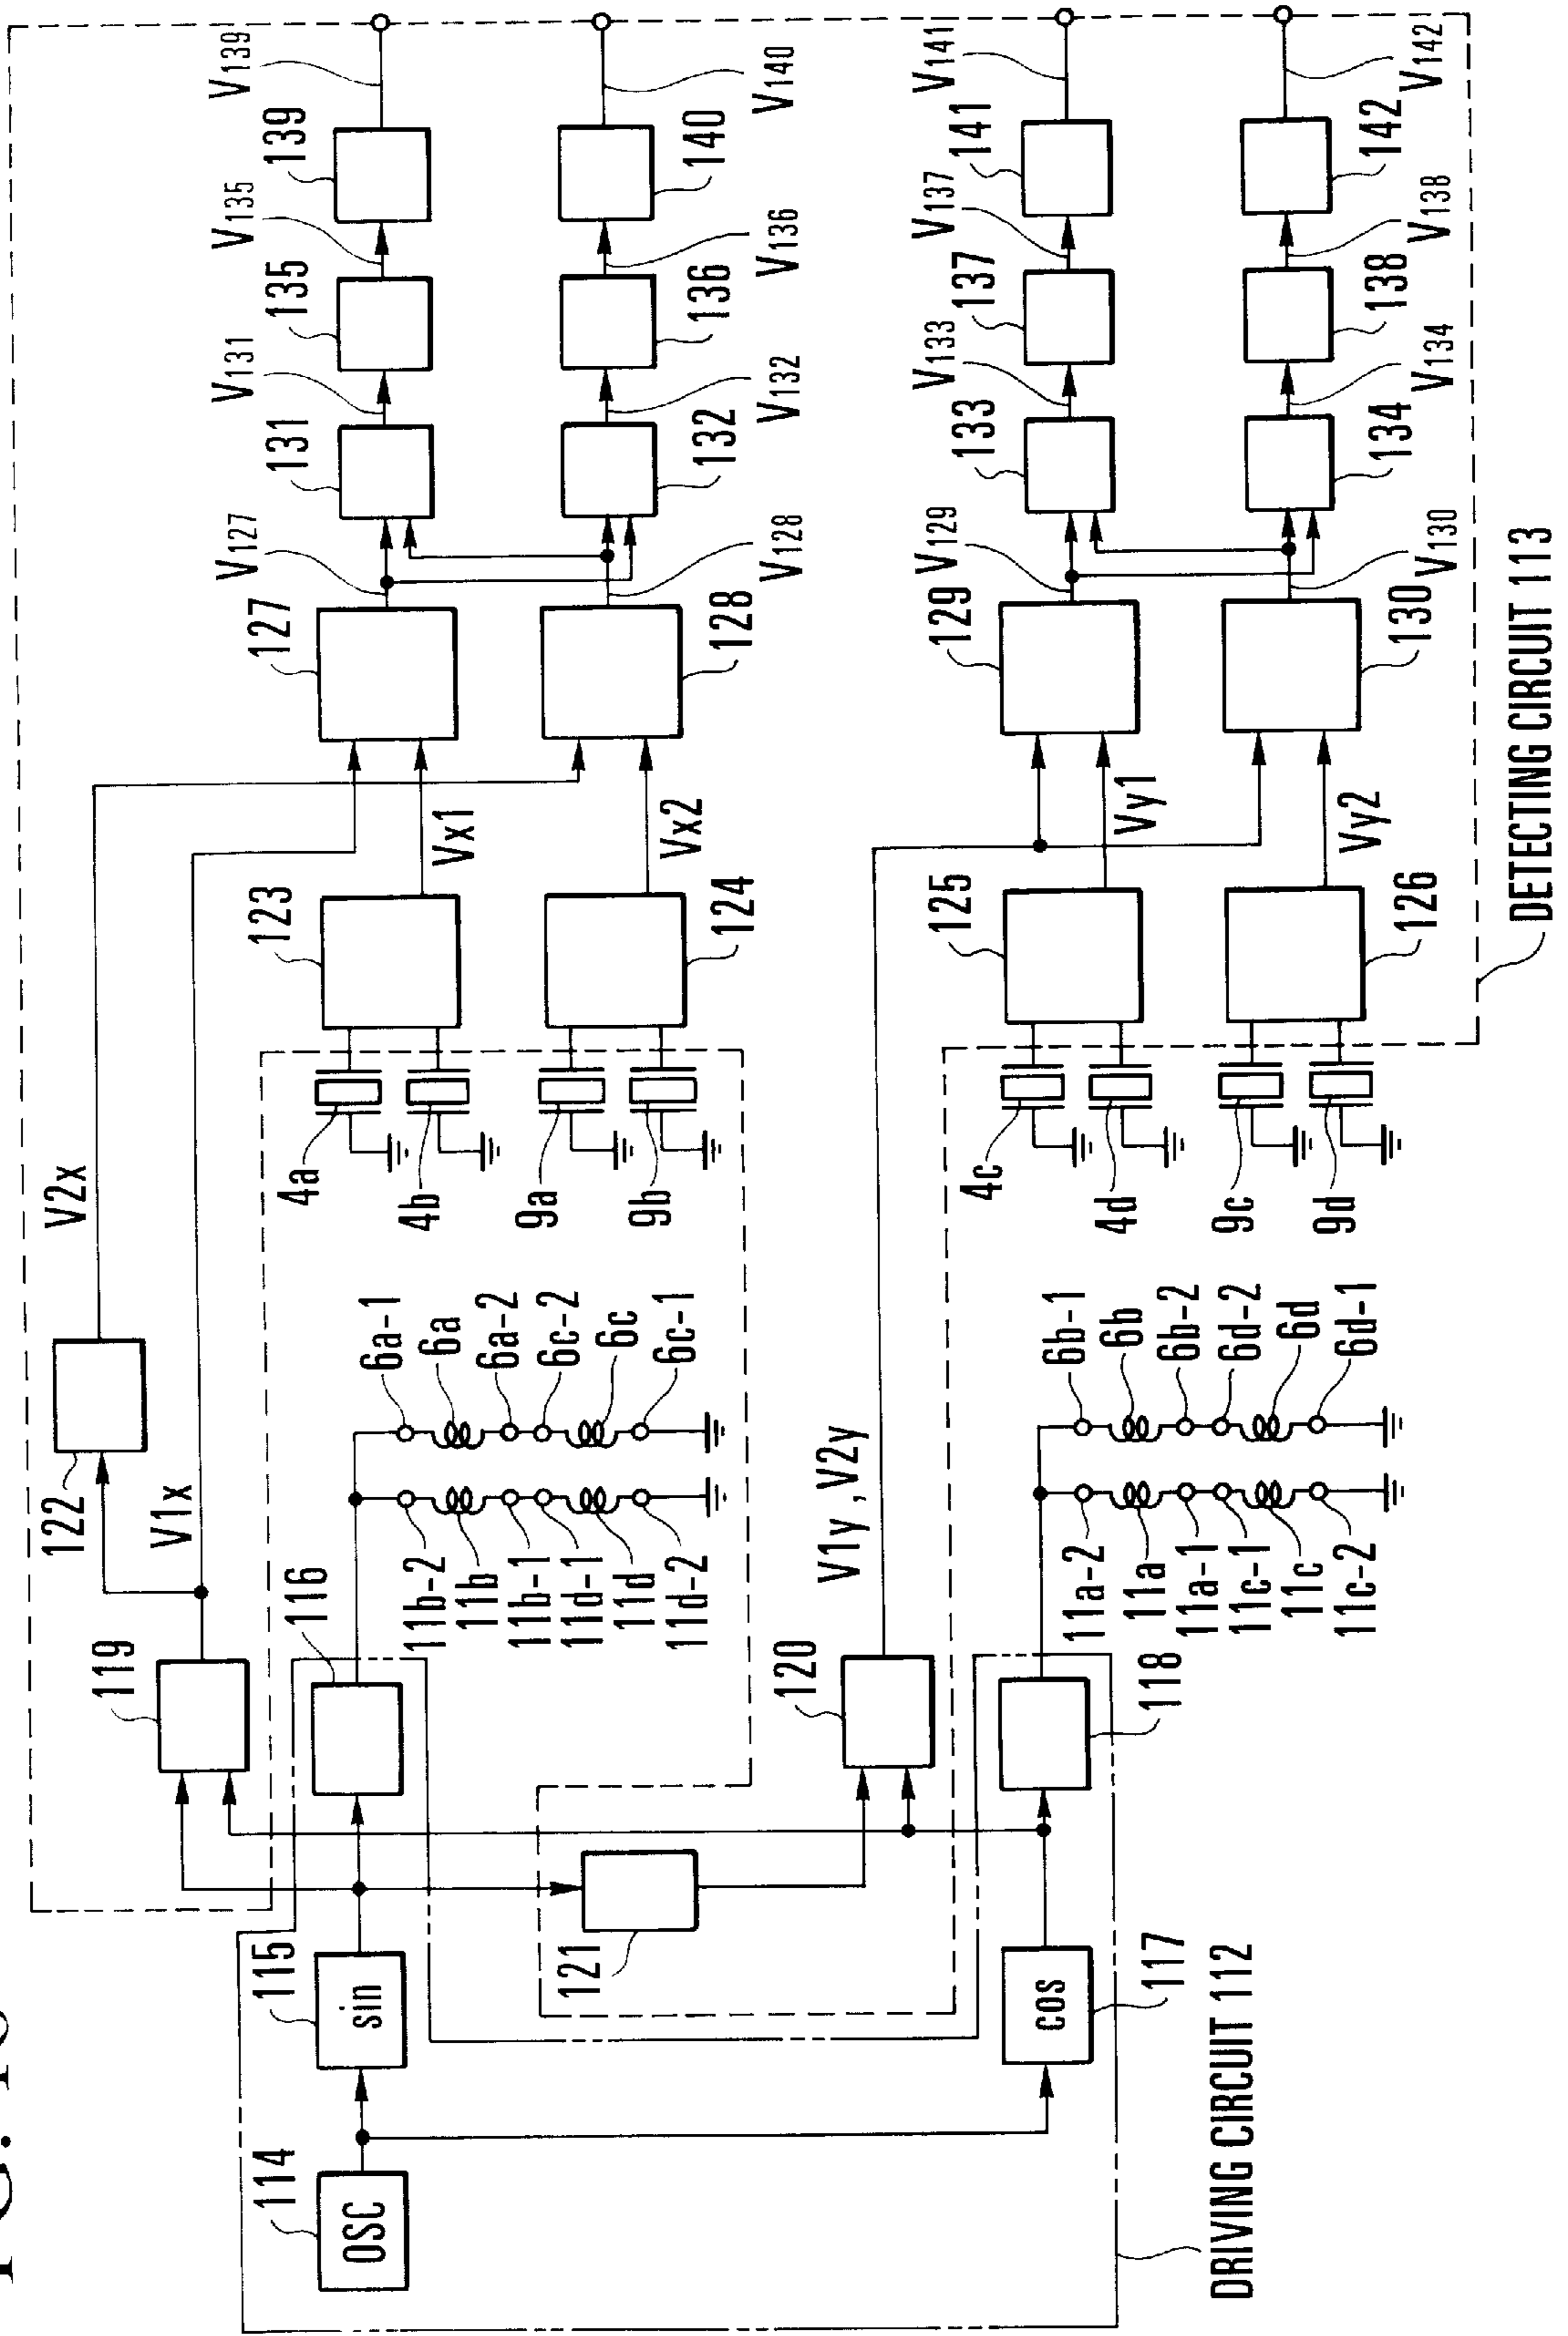 114
OSC
115
sin
117
cos
116
118
119
120
121
122
V1x
V2x
V1y, V2y
6a-1
6a
6a-2
6c-2
6c
6c-1
11b-2
11b
11b-1
11d-1
11d
11d-2
6b-1
6b
6b-2
6d-2
6d
6d-1
11a-2
11a
11a-1
11c-1
11c
11c-2
4a
4b
9a
9b
4c
4d
9c
9d
123
124
125
126
Vx1
Vx2
Vy1
Vy2
127
128
129
130
V127
V128
V129
V130
131
132
133
134
V131
V132
V133
V134
135
136
137
138
V135
V136
V137
V138
139
140
141
142
V139
V140
V141
V142
DRIVING CIRCUIT 112
DETECTING CIRCUIT 113